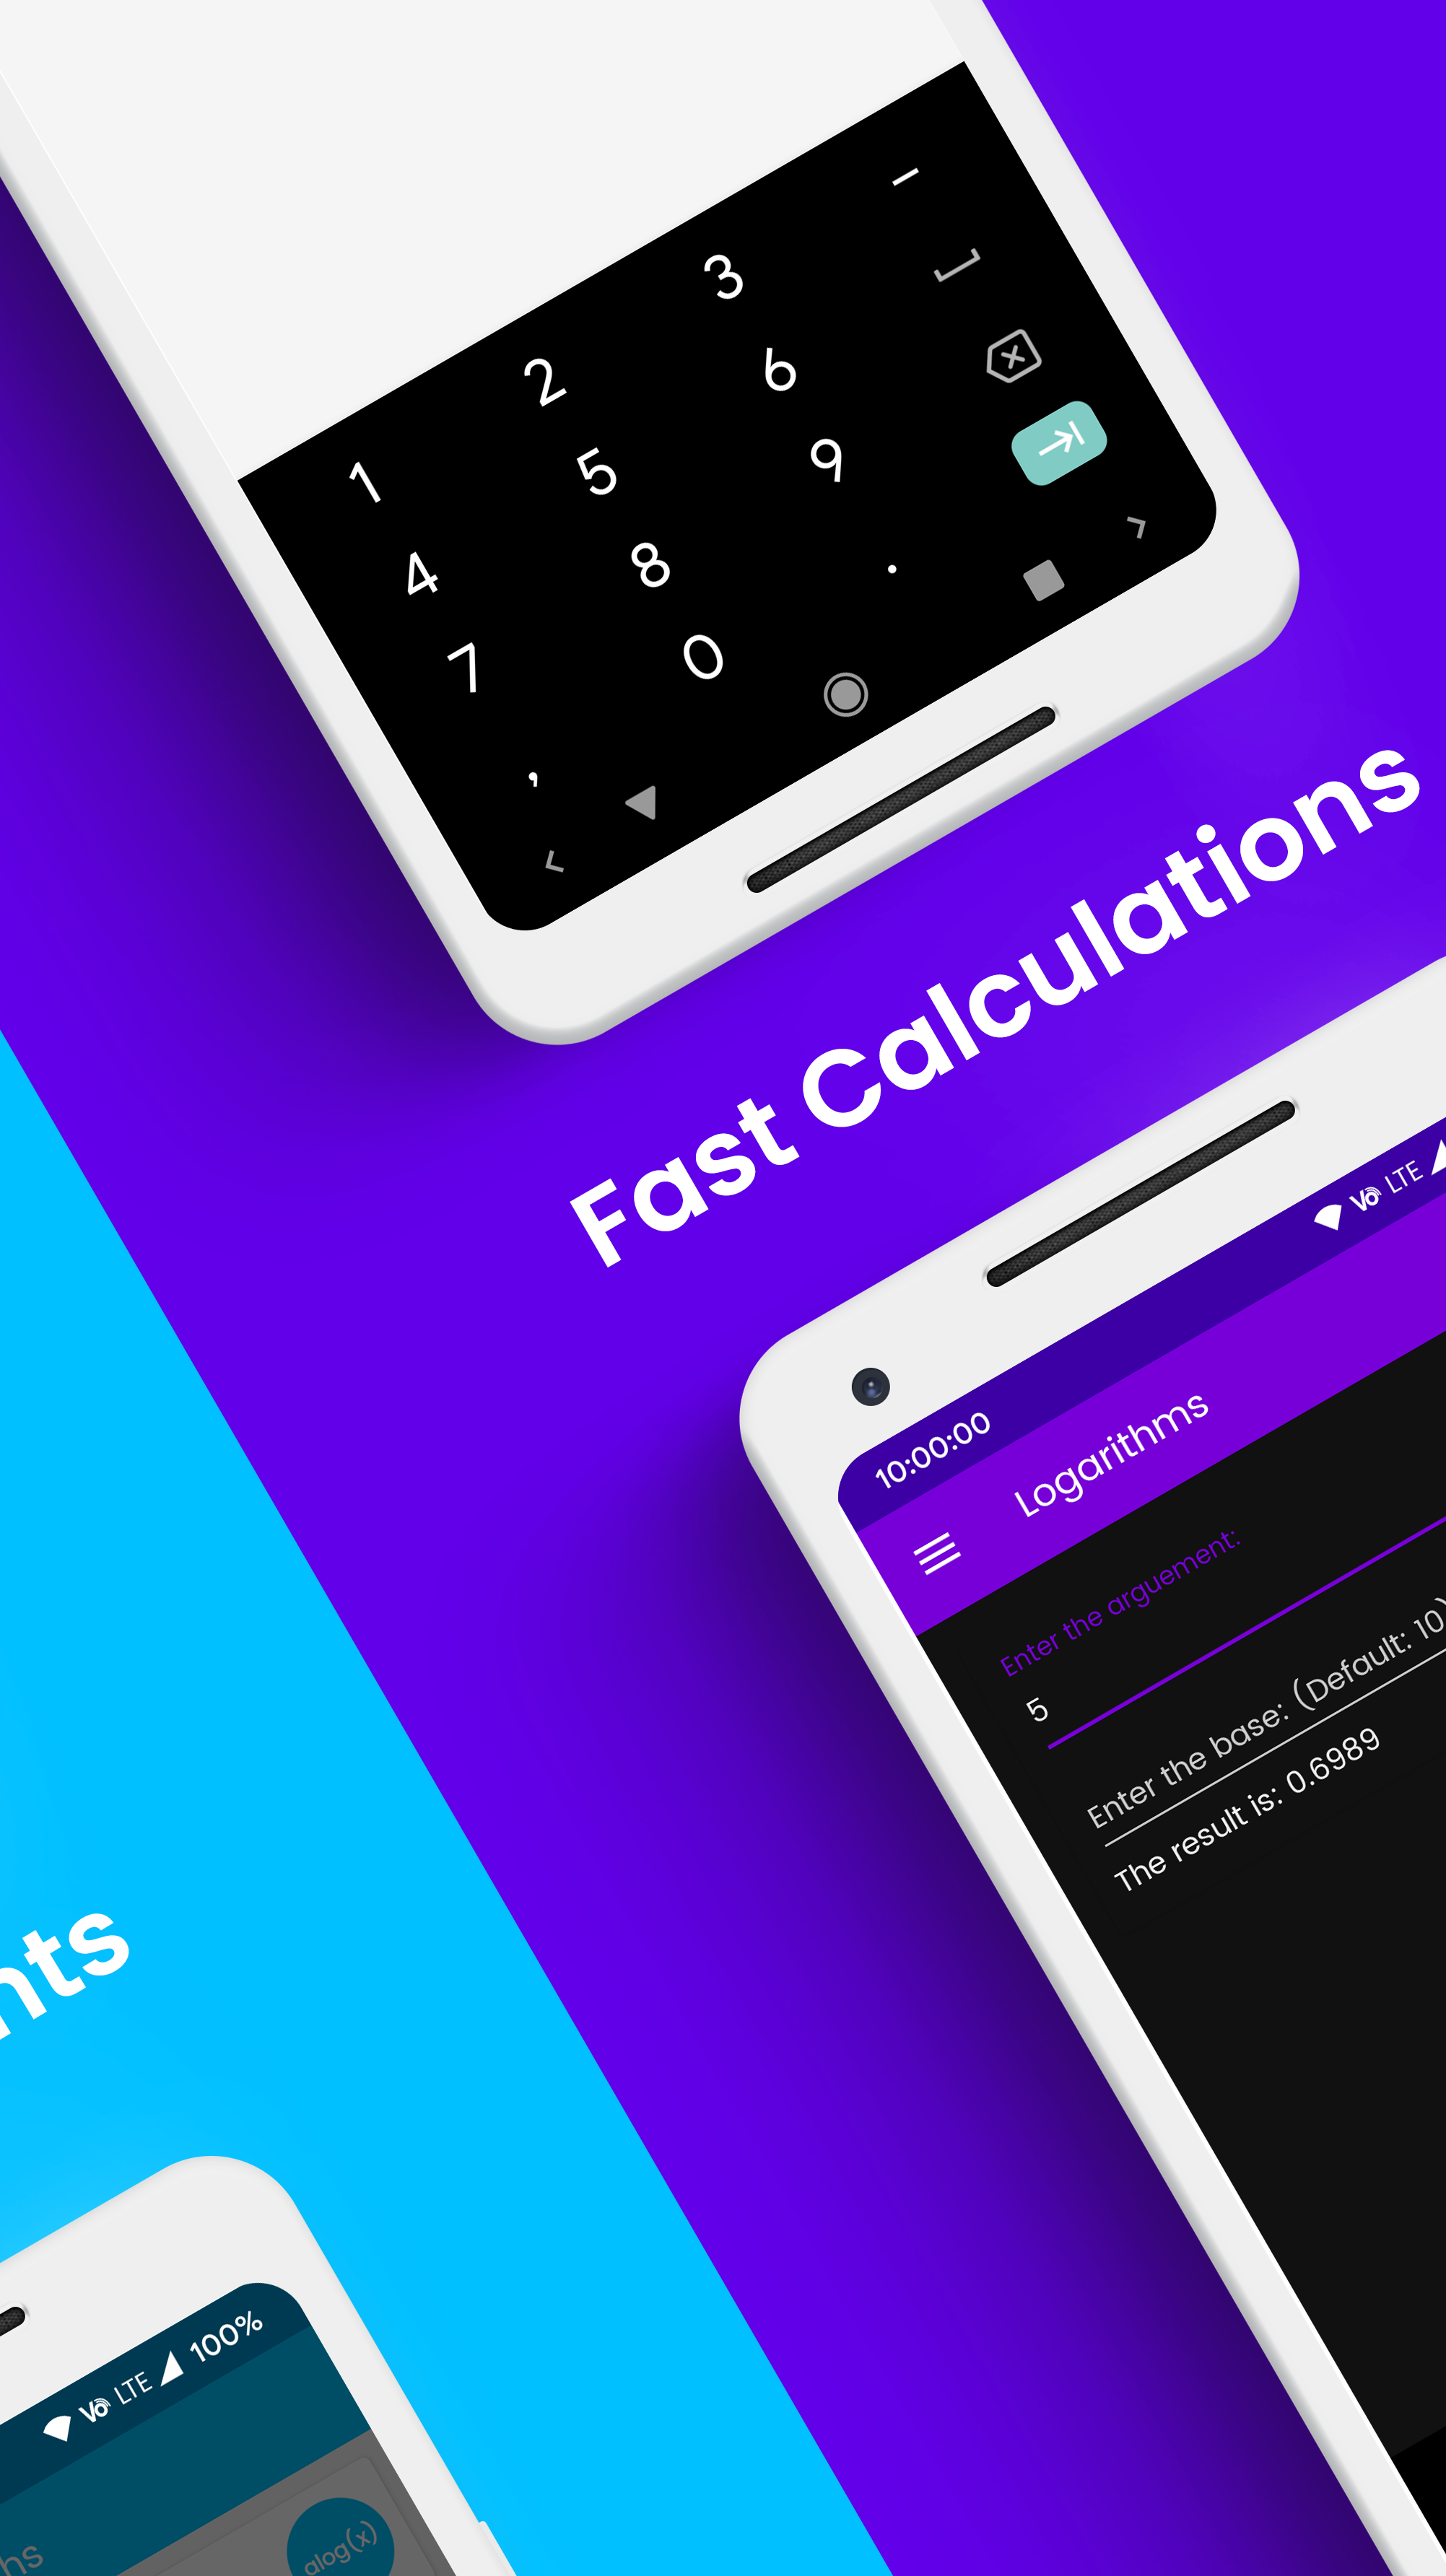 1 2 3 –
4 5 6
7 8 9
, 0 .
Fast Calculations
10:00:00 LTE
Logarithms
Enter the arguement:
5
Enter the base: (Default: 10)
The result is: 0.6989
LTE 100%
alog(x)